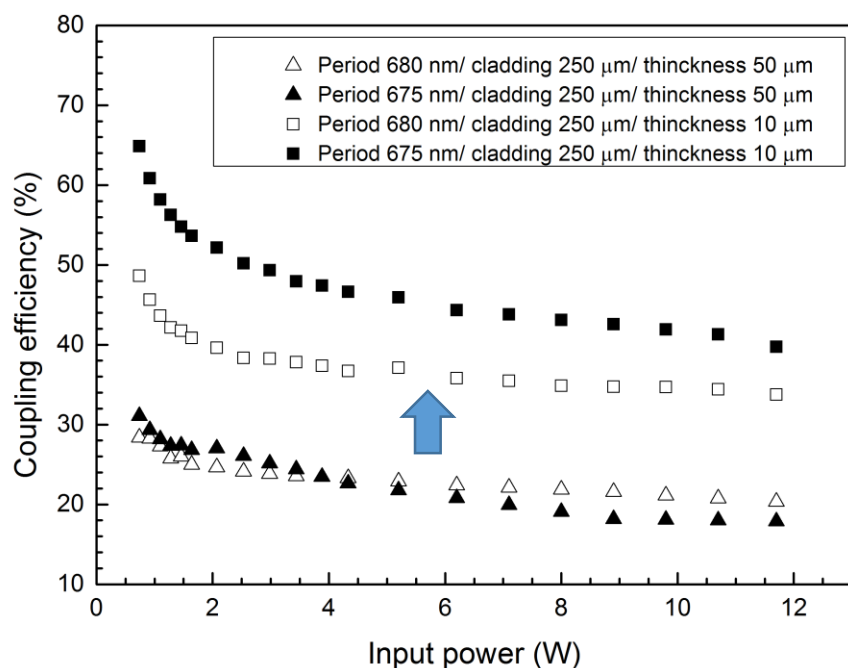 80
70
60
50
40
30
20
10
Coupling efficiency (%)
Period 680 nm/ cladding 250 μm/ thinckness 50 μm
Period 675 nm/ cladding 250 μm/ thinckness 50 μm
Period 680 nm/ cladding 250 μm/ thinckness 10 μm
Period 675 nm/ cladding 250 μm/ thinckness 10 μm
0 2 4 6 8 10 12
Input power (W)